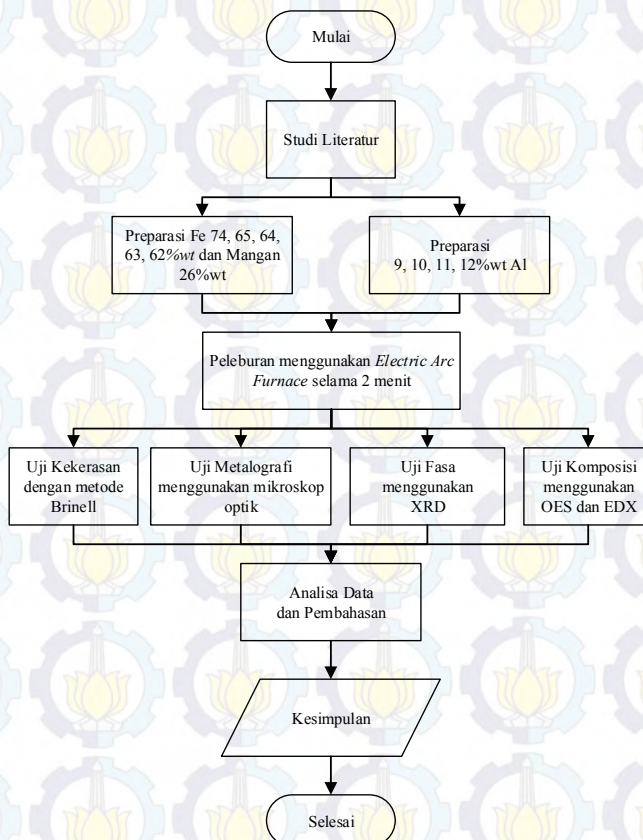 Mulai
Studi Literatur
Preparasi Fe 74, 65, 64,
63, 62%wt dan Mangan
26%wt
Preparasi
9, 10, 11, 12%wt Al
Peleburan menggunakan Electric Arc
Furnace selama 2 menit
Uji Kekerasan
dengan metode
Brinell
Uji Metalografi
menggunakan mikroskop
optik
Uji Fasa
menggunakan
XRD
Uji Komposisi
menggunakan
OES dan EDX
Analisa Data
dan Pembahasan
Kesimpulan
Selesai